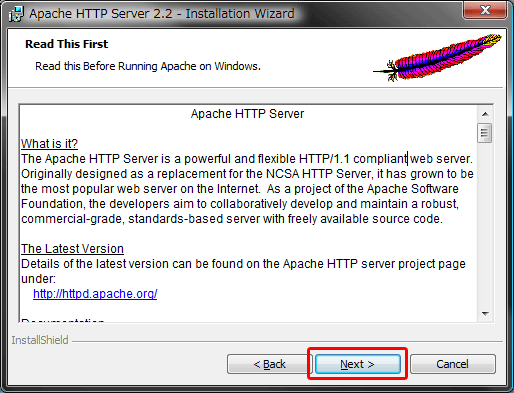 Apache HTTP Server 2.2 - Installation Wizard
Read This First
Read this Before Running Apache on Windows.
Apache HTTP Server
What is it?
The Apache HTTP Server is a powerful and flexible HTTP/1.1 compliant web server.
Originally designed as a replacement for the NCSA HTTP Server, it has grown to be
the most popular web server on the Internet.  As a project of the Apache Software
Foundation, the developers aim to collaboratively develop and maintain a robust,
commercial-grade, standards-based server with freely available source code.
The Latest Version
Details of the latest version can be found on the Apache HTTP server project page
under:
http://httpd.apache.org/
Documentation
InstallShield
< Back
Next >
Cancel